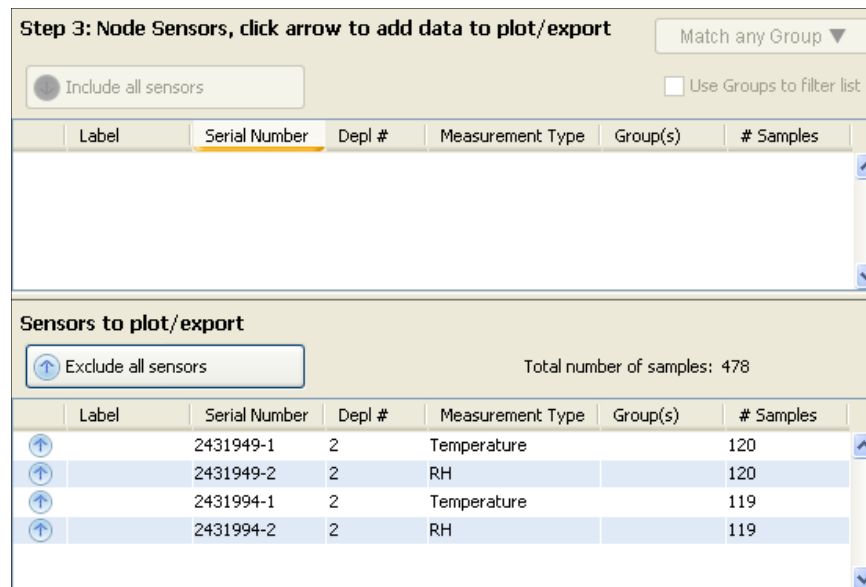 Step 3: Node Sensors, click arrow to add data to plot/export
Match any Group ▼
Include all sensors
Use Groups to filter list
Label Serial Number Depl # Measurement Type Group(s) # Samples
Sensors to plot/export
Exclude all sensors
Total number of samples: 478
Label Serial Number Depl # Measurement Type Group(s) # Samples
2431949-1 2 Temperature 120
2431949-2 2 RH 120
2431994-1 2 Temperature 119
2431994-2 2 RH 119